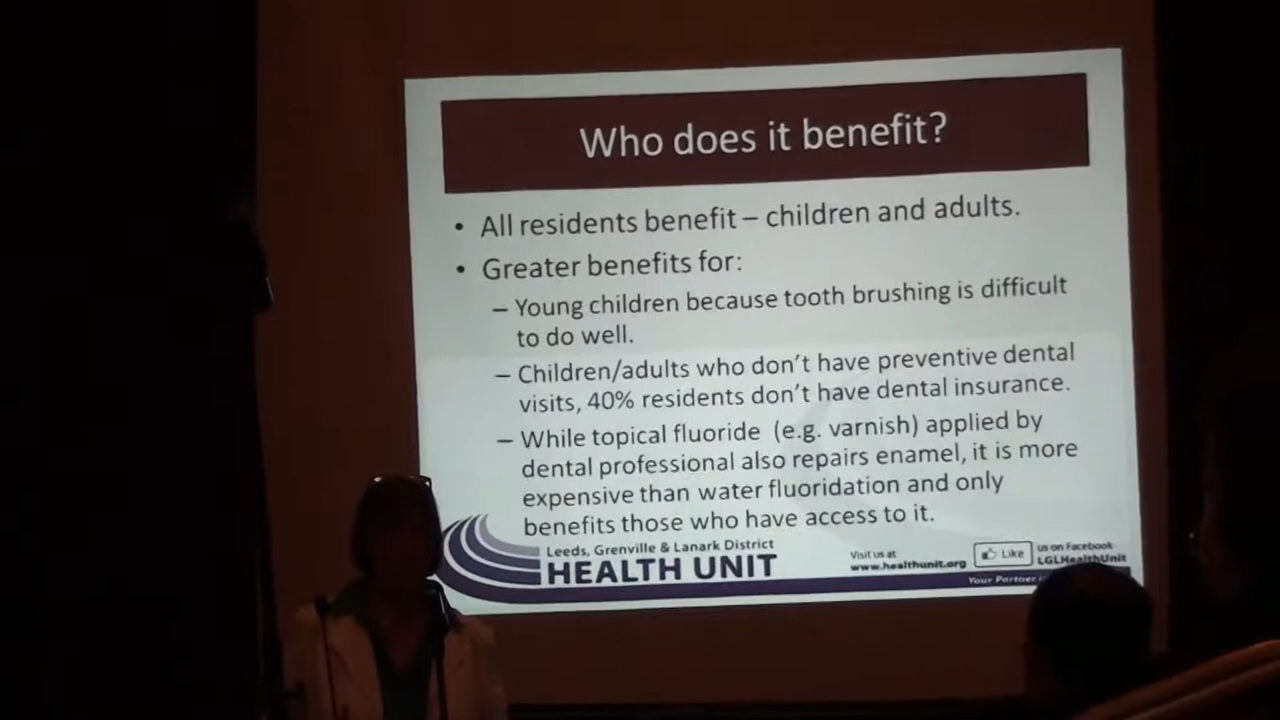 Who does it benefit?
• All residents benefit – children and adults.
• Greater benefits for:
– Young children because tooth brushing is difficult
to do well.
– Children/adults who don't have preventive dental
visits, 40% residents don't have dental insurance.
– While topical fluoride (e.g. varnish) applied by
dental professional also repairs enamel, it is more
expensive than water fluoridation and only
benefits those who have access to it.
Leeds, Grenville & Lanark District
HEALTH UNIT
Visit us at
www.healthunit.org
Like
us on Facebook
LGLHealthUnit
Your Partner